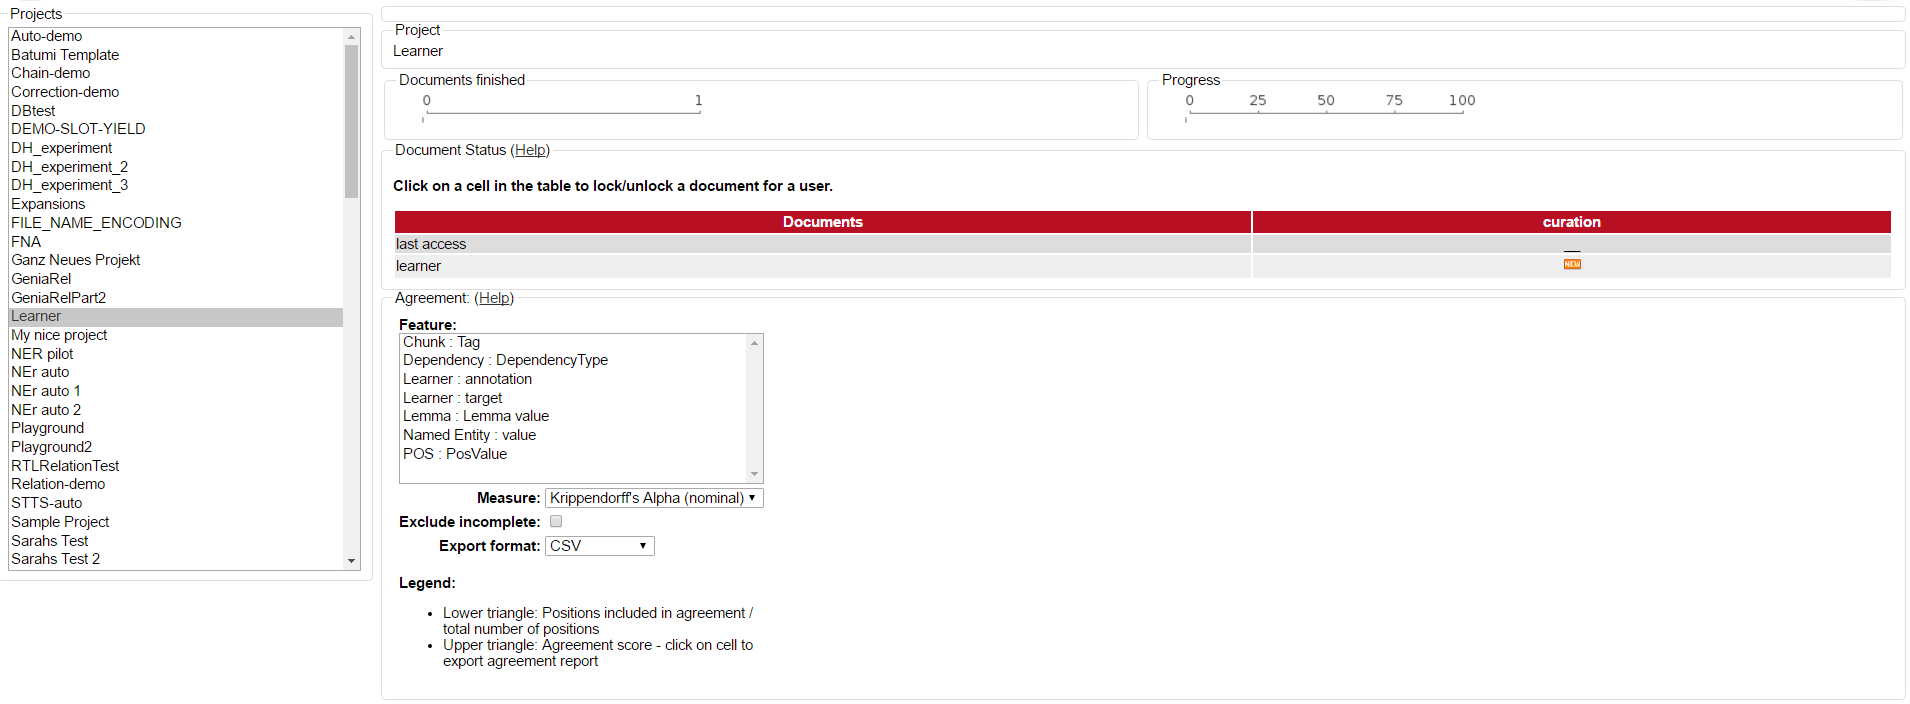 Projects
Auto-demo
Batumi Template
Chain-demo
Correction-demo
DBtest
DEMO-SLOT-YIELD
DH_experiment
DH_experiment_2
DH_experiment_3
Expansions
FILE_NAME_ENCODING
FNA
Ganz Neues Projekt
GeniaRel
GeniaRelPart2
Learner
My nice project
NER pilot
NEr auto
NEr auto 1
NEr auto 2
Playground
Playground2
RTLRelationTest
Relation-demo
STTS-auto
Sample Project
Sarahs Test
Sarahs Test 2
Project
Learner
Documents finished
0 1
Progress
0 25 50 75 100
Document Status (Help)
Click on a cell in the table to lock/unlock a document for a user.
Documents curation
last access __
learner NEW
Agreement: (Help)
Feature:
Chunk : Tag
Dependency : DependencyType
Learner : annotation
Learner : target
Lemma : Lemma value
Named Entity : value
POS : PosValue
Measure: Krippendorff's Alpha (nominal)
Exclude incomplete:
Export format: CSV
Legend:
• Lower triangle: Positions included in agreement /
total number of positions
• Upper triangle: Agreement score - click on cell to
export agreement report